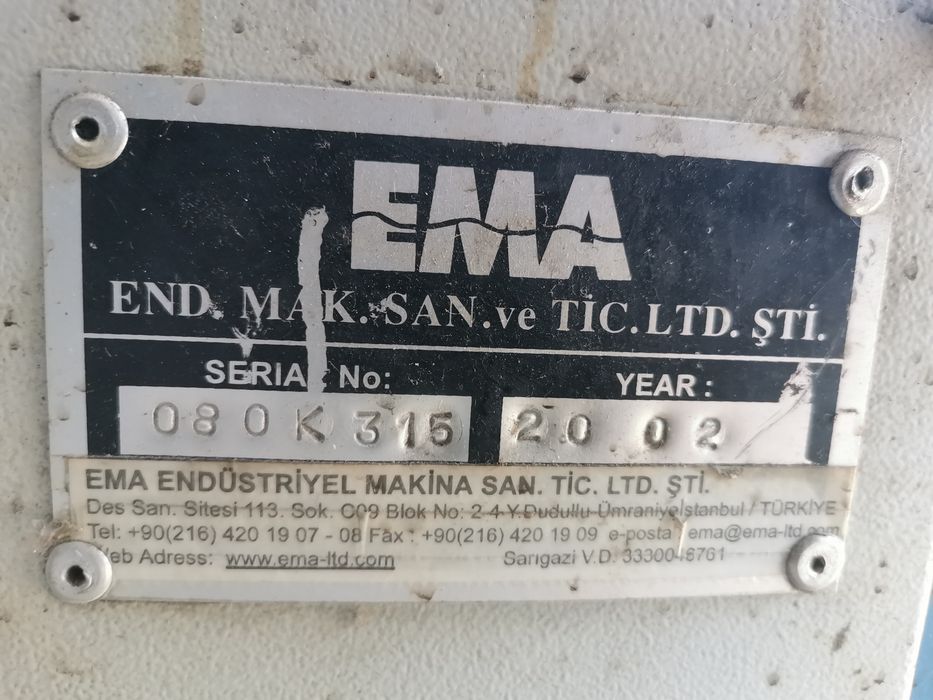 EMA
END. MAK. SAN. ve TİC. LTD. ŞTİ.
SERIAL No: YEAR :
080K315 2002
EMA ENDÜSTRİYEL MAKİNA SAN. TİC. LTD. ŞTİ.
Des San. Sitesi 113. Sok. C09 Blok No: 2-4 Y.Dudullu-Ümraniyeİstanbul / TÜRKİYE
Tel: +90(216) 420 19 07 - 08 Fax : +90(216) 420 19 09 e-posta ema@ema-ltd.com
Web Adress: www.ema-ltd.com Sarıgazi V.D. 3330046761